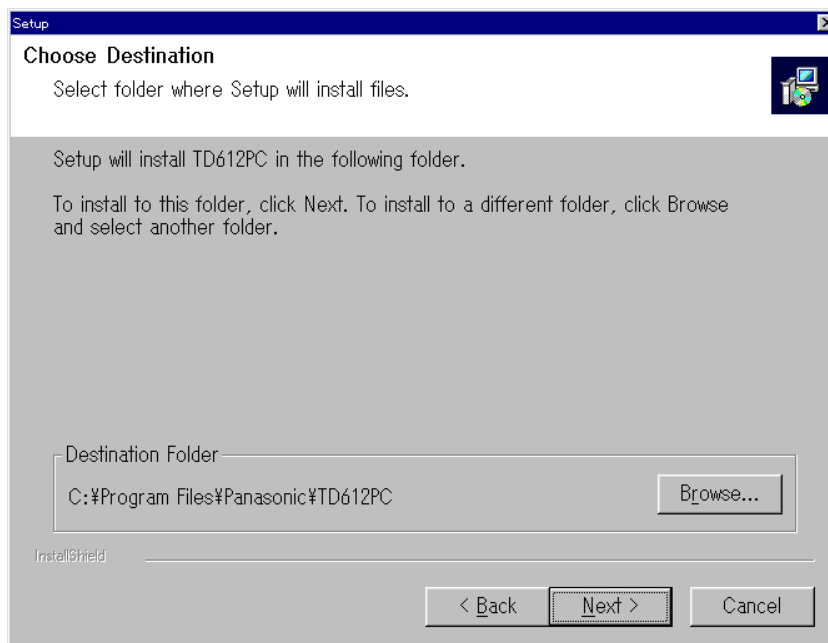 Setup
Choose Destination
Select folder where Setup will install files.
Setup will install TD612PC in the following folder.
To install to this folder, click Next. To install to a different folder, click Browse
and select another folder.
Destination Folder
C:¥Program Files¥Panasonic¥TD612PC
Browse...
InstallShield
< Back
Next >
Cancel